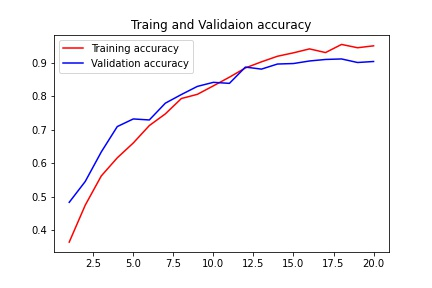 Traing and Validaion accuracy
Training accuracy
Validation accuracy
0.9
0.8
0.7
0.6
0.5
0.4
2.5 5.0 7.5 10.0 12.5 15.0 17.5 20.0